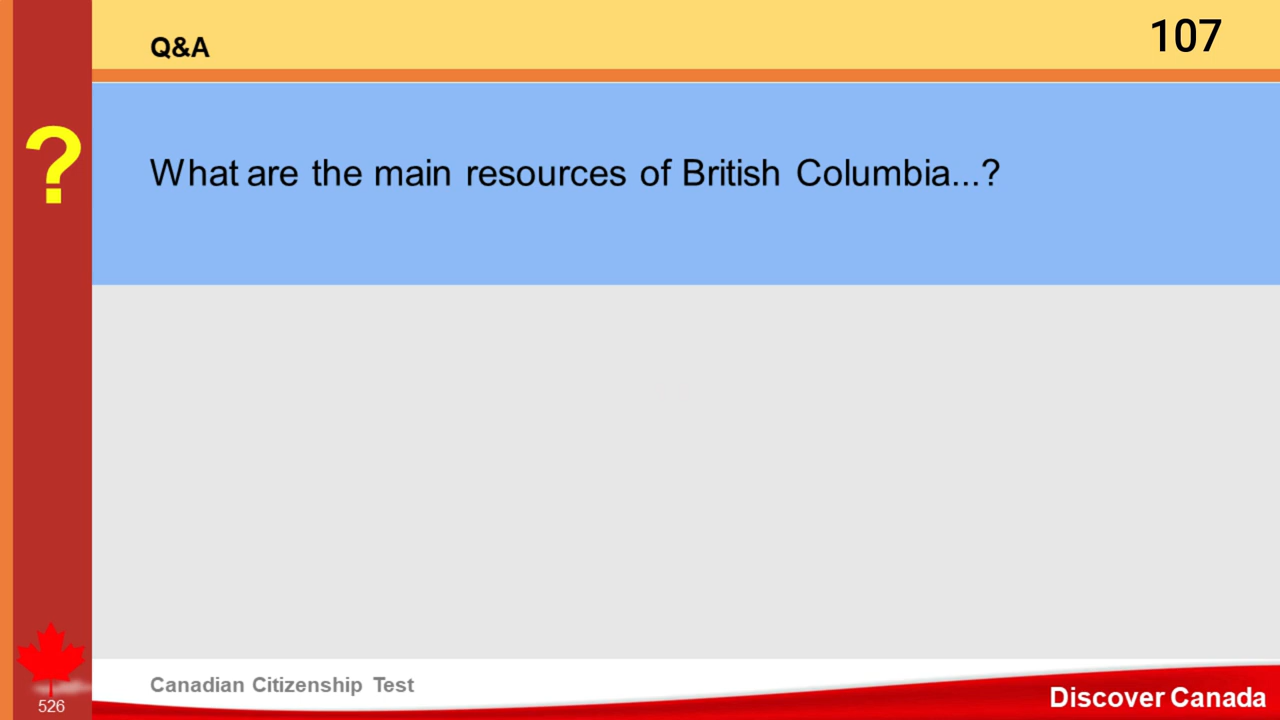 Q&A
107
?
What are the main resources of British Columbia...?
Canadian Citizenship Test
526
Discover Canada